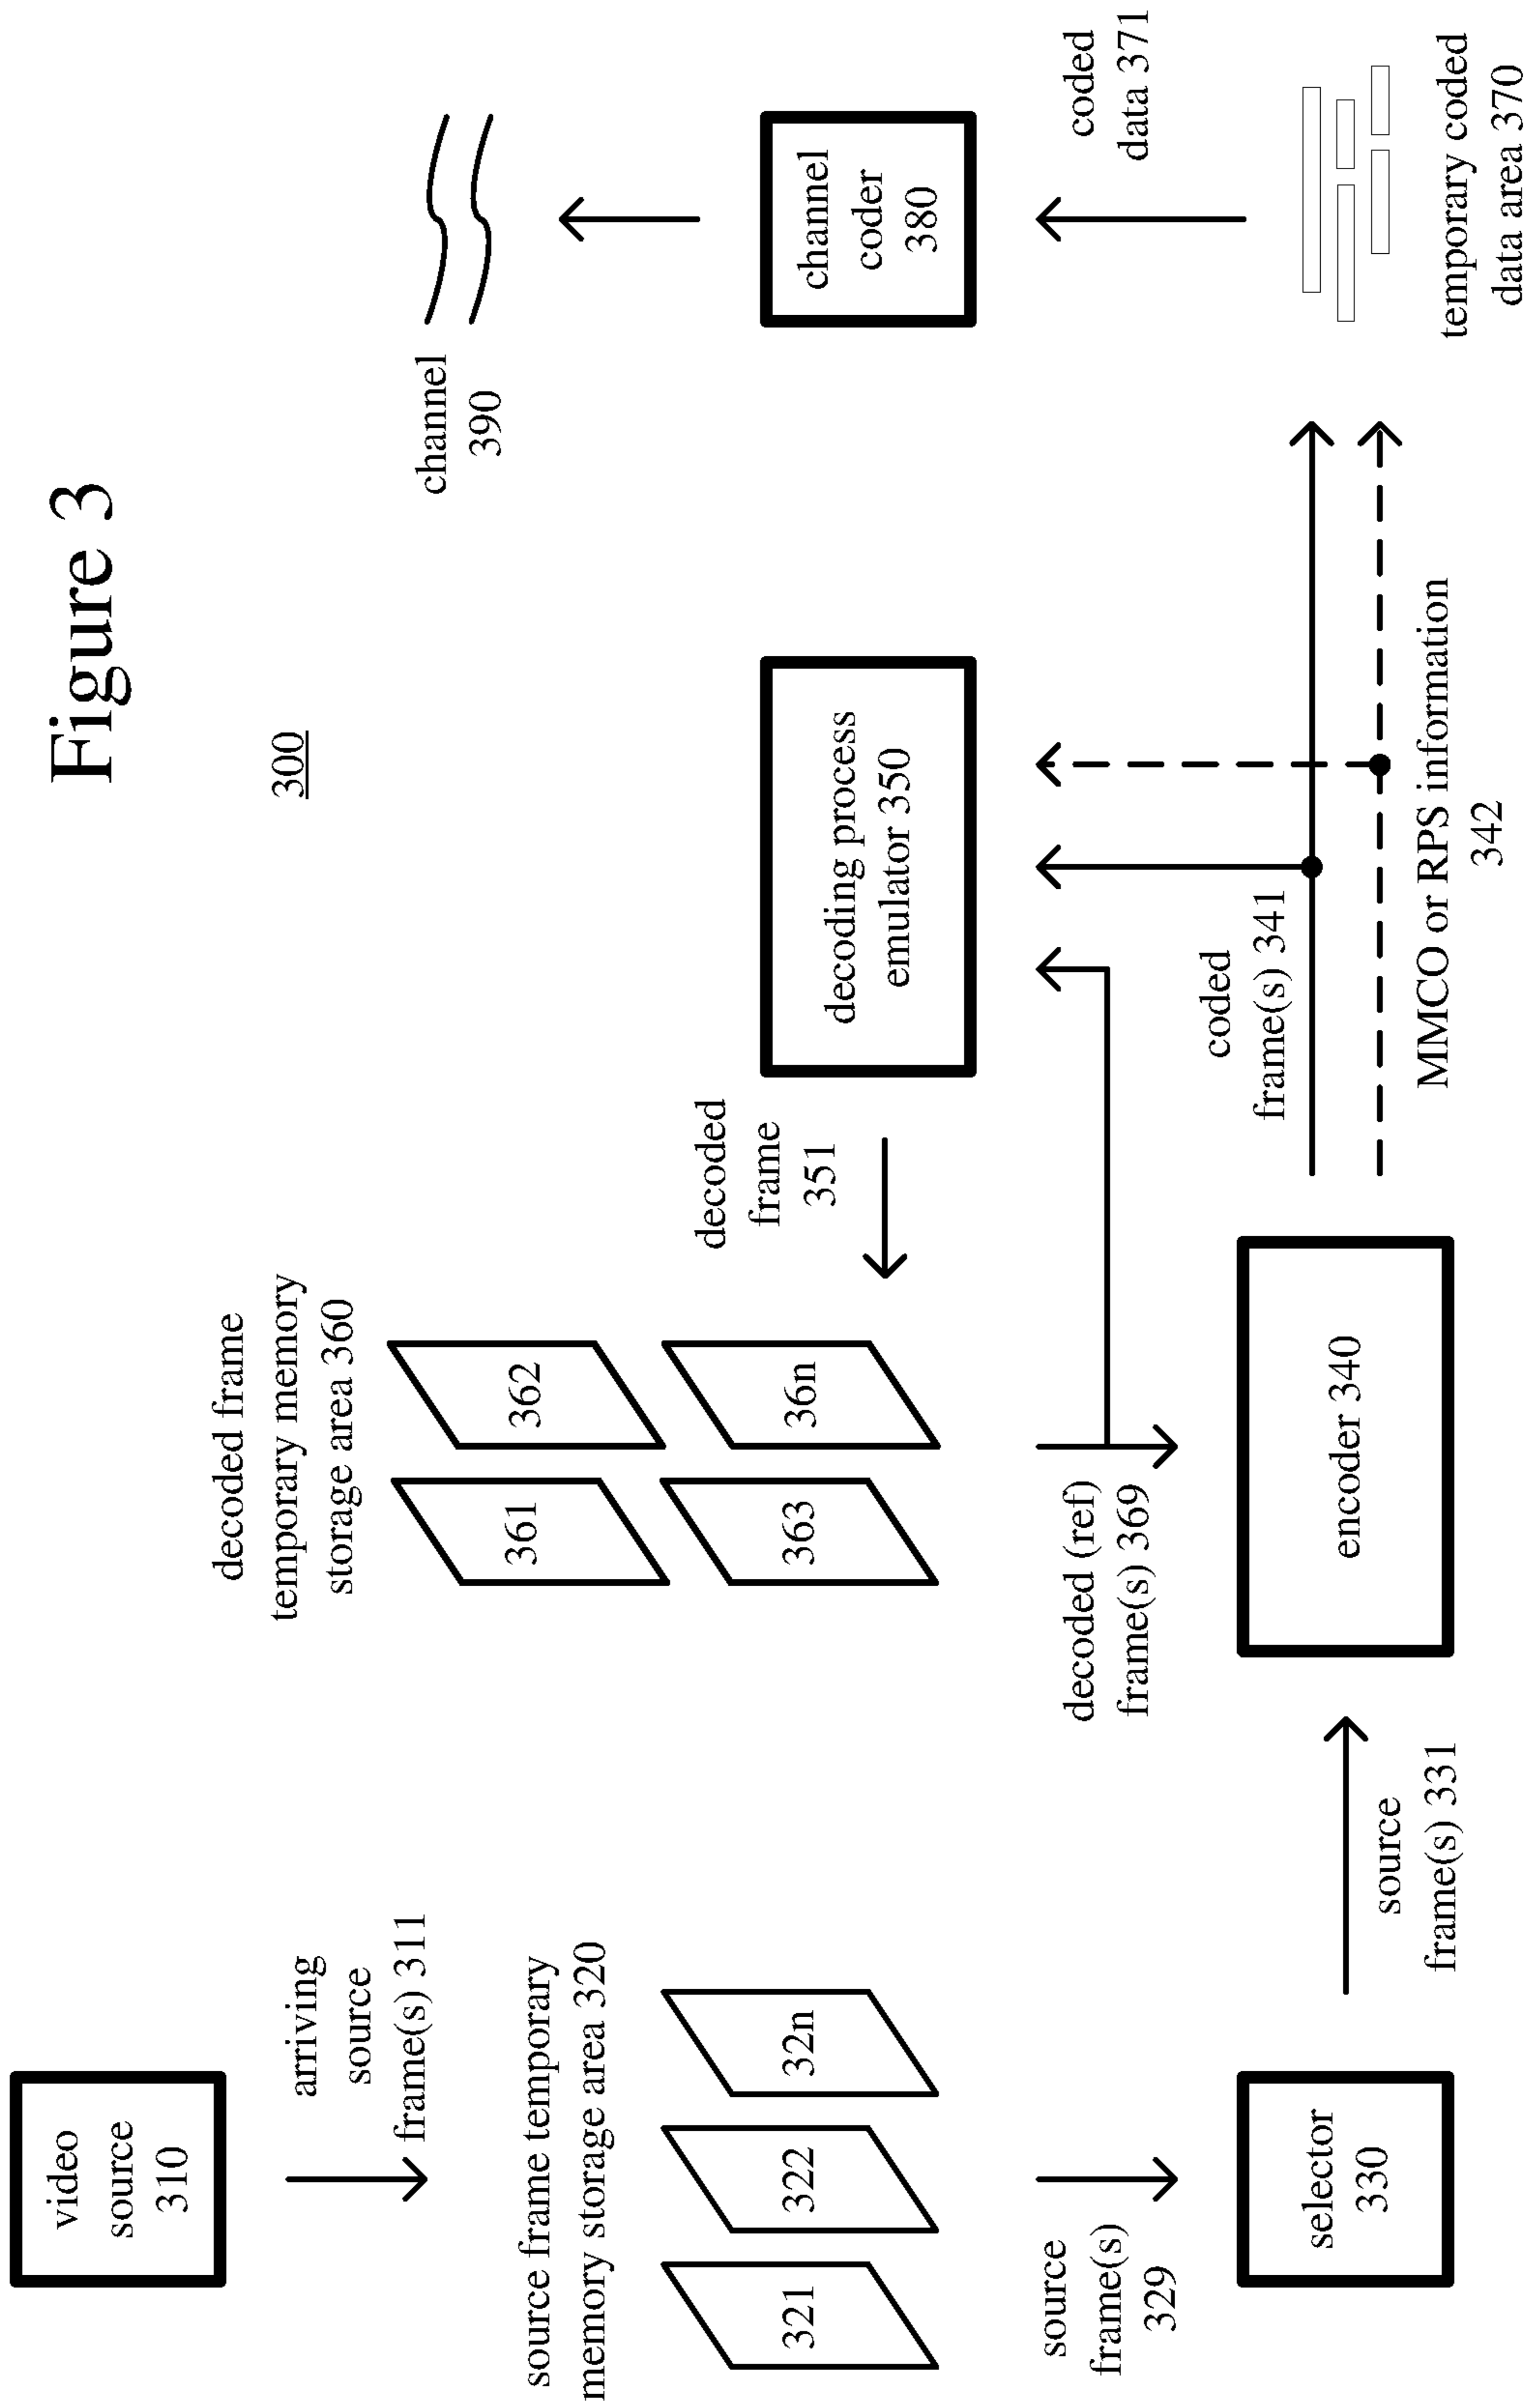 Figure 3
300
video
source
310
arriving
source
frame(s) 311
source frame temporary
memory storage area 320
321
322
32n
source
frame(s)
329
selector
330
source
frame(s) 331
decoded frame
temporary memory
storage area 360
361
362
363
36n
decoded (ref)
frame(s) 369
encoder 340
decoded
frame
351
decoding process
emulator 350
coded
frame(s) 341
MMCO or RPS information
342
channel
390
channel
coder
380
coded
data 371
temporary coded
data area 370